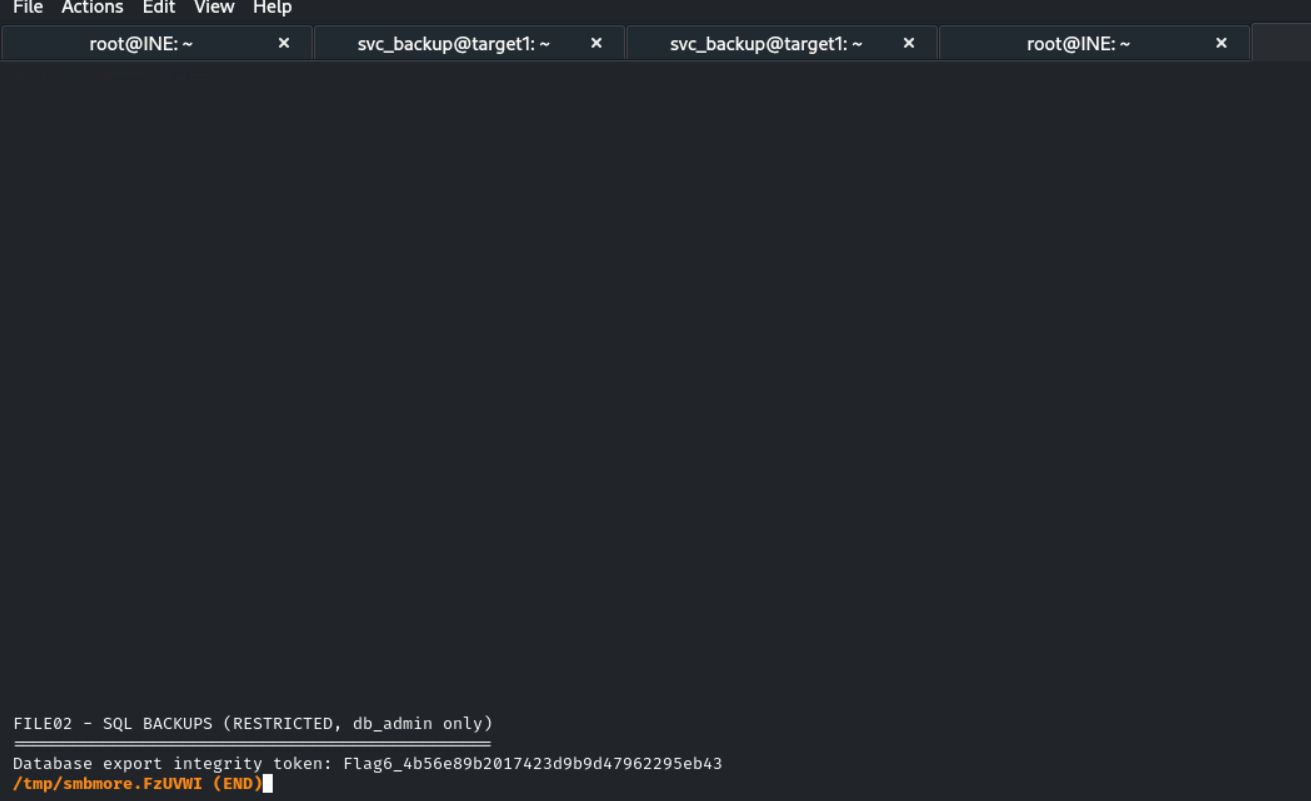 File Actions Edit View Help
root@INE: ~ × svc_backup@target1: ~ × svc_backup@target1: ~ × root@INE: ~ ×
FILE02 - SQL BACKUPS (RESTRICTED, db_admin only)
================================================
Database export integrity token: Flag6_4b56e89b2017423d9b9d47962295eb43
/tmp/smbmore.FzUVWI (END)